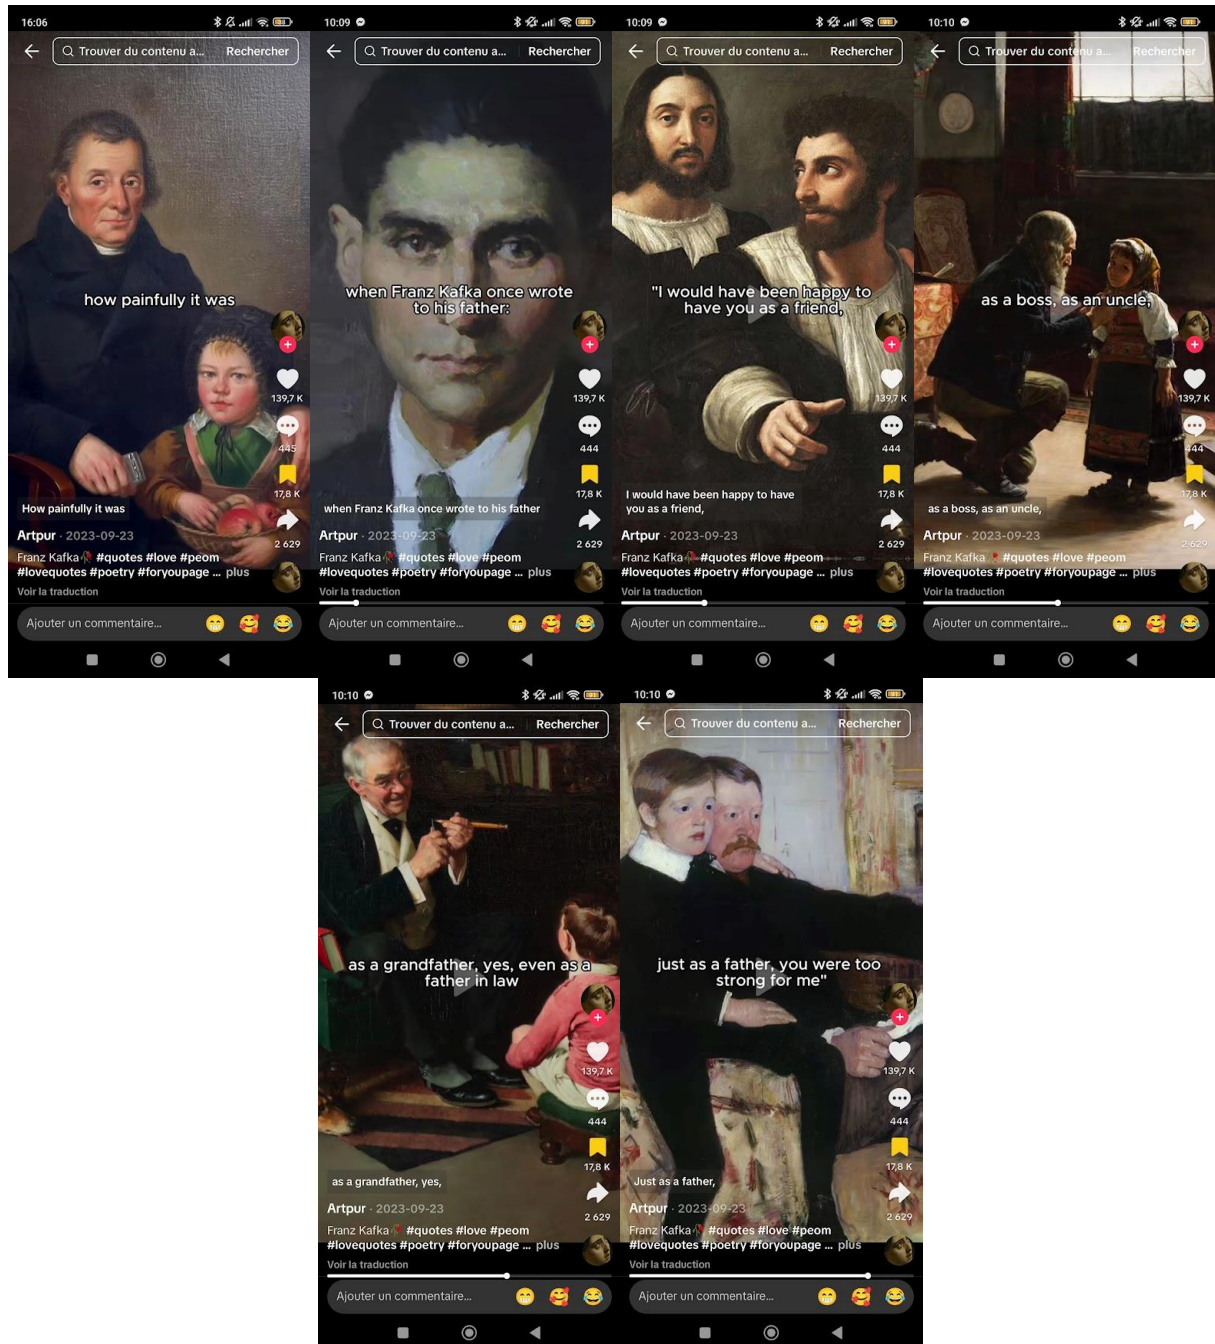 16:06
Trouver du contenu a... Rechercher
how painfully it was
139,7 K
445
17,8 K
How painfully it was
Artpur · 2023-09-23
2 629
Franz Kafka🥀 #quotes #love #peom
#lovequotes #poetry #foryoupage ... plus
Voir la traduction
Ajouter un commentaire...
10:09
Trouver du contenu a... Rechercher
when Franz Kafka once wrote
to his father:
139,7 K
444
17,8 K
when Franz Kafka once wrote to his father
Artpur · 2023-09-23
2 629
Franz Kafka🥀 #quotes #love #peom
#lovequotes #poetry #foryoupage ... plus
Voir la traduction
Ajouter un commentaire...
10:09
Trouver du contenu a... Rechercher
"I would have been happy to
have you as a friend,
139,7 K
444
17,8 K
I would have been happy to have
you as a friend,
Artpur · 2023-09-23
2 629
Franz Kafka🥀 #quotes #love #peom
#lovequotes #poetry #foryoupage ... plus
Voir la traduction
Ajouter un commentaire...
10:10
Trouver du contenu a... Rechercher
as a boss, as an uncle,
139,7 K
444
17,8 K
as a boss, as an uncle,
Artpur · 2023-09-23
2 629
Franz Kafka🥀 #quotes #love #peom
#lovequotes #poetry #foryoupage ... plus
Voir la traduction
Ajouter un commentaire...
10:10
Trouver du contenu a... Rechercher
as a grandfather, yes, even as a
father in law
139,7 K
444
17,8 K
as a grandfather, yes,
Artpur · 2023-09-23
2 629
Franz Kafka🥀 #quotes #love #peom
#lovequotes #poetry #foryoupage ... plus
Voir la traduction
Ajouter un commentaire...
10:10
Trouver du contenu a... Rechercher
just as a father, you were too
strong for me"
139,7 K
444
17,8 K
Just as a father,
Artpur · 2023-09-23
2 629
Franz Kafka🥀 #quotes #love #peom
#lovequotes #poetry #foryoupage ... plus
Voir la traduction
Ajouter un commentaire...